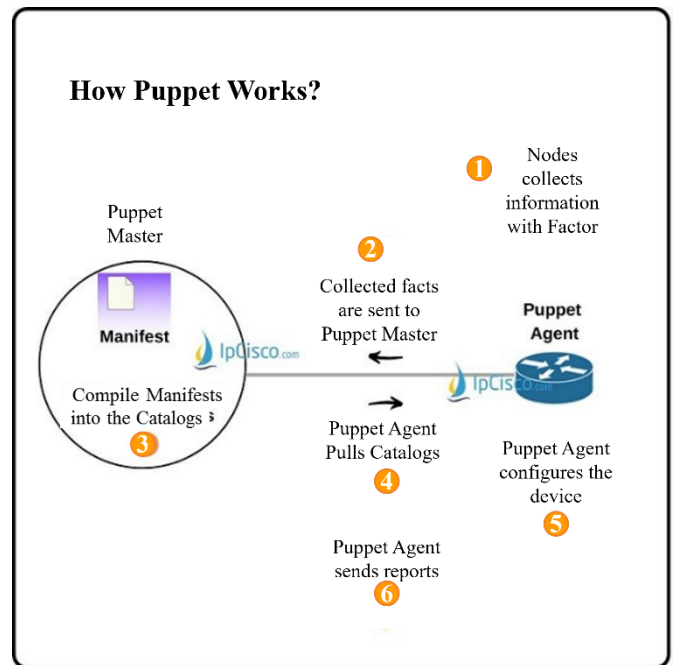 How Puppet Works?
1
Nodes
collects
information
with Factor
Puppet
Master
2
Collected facts
are sent to
Puppet Master
Manifest
IpCisco.com
Puppet
Agent
IpCisco.com
Compile Manifests
into the Catalogs s
3
Puppet Agent
Pulls Catalogs
4
Puppet Agent
configures the
device
5
Puppet Agent
sends reports
6